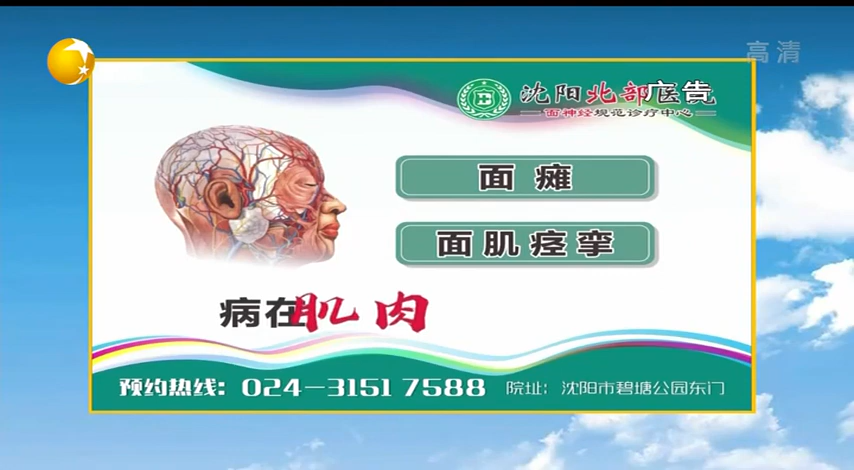 高清
沈阳北部医院
广告
面神经规范诊疗中心
面 瘫
面肌痉挛
病在肌肉
预约热线：024—3151 7588 院址：沈阳市碧塘公园东门